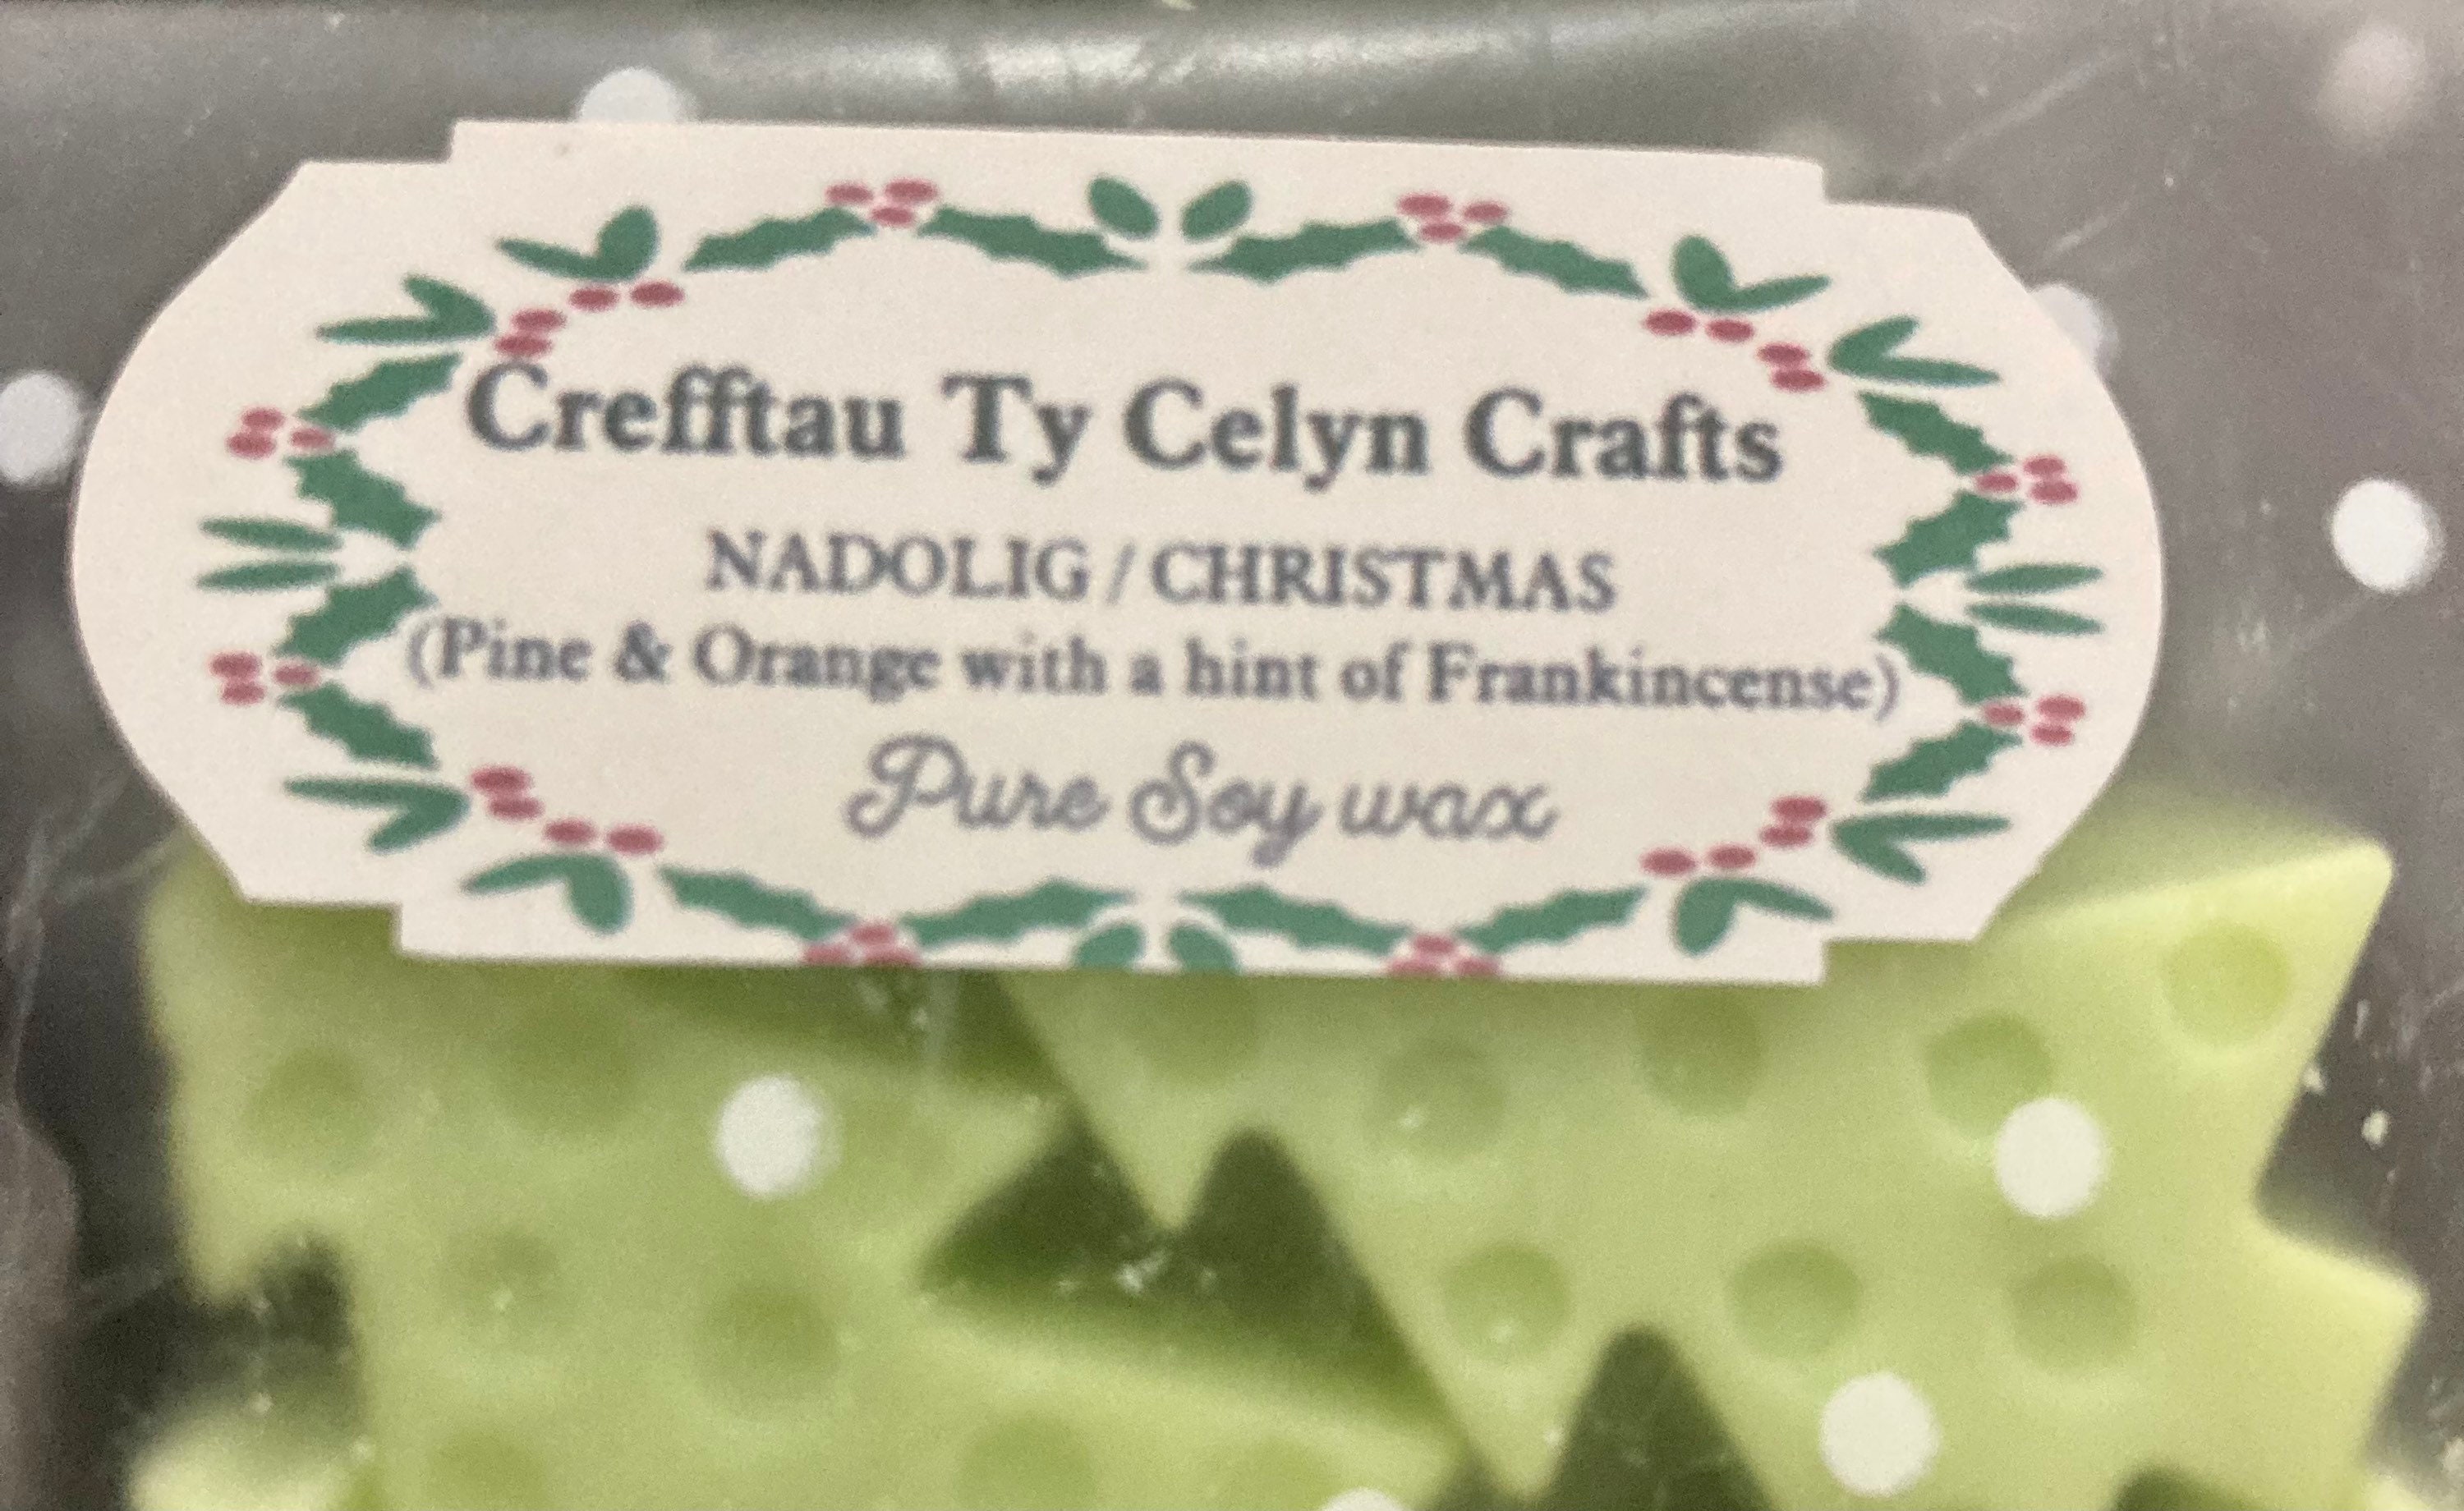 Crefftau Ty Celyn Crafts
NADOLIG / CHRISTMAS
(Pine & Orange with a hint of Frankincense)
Pure Soy wax